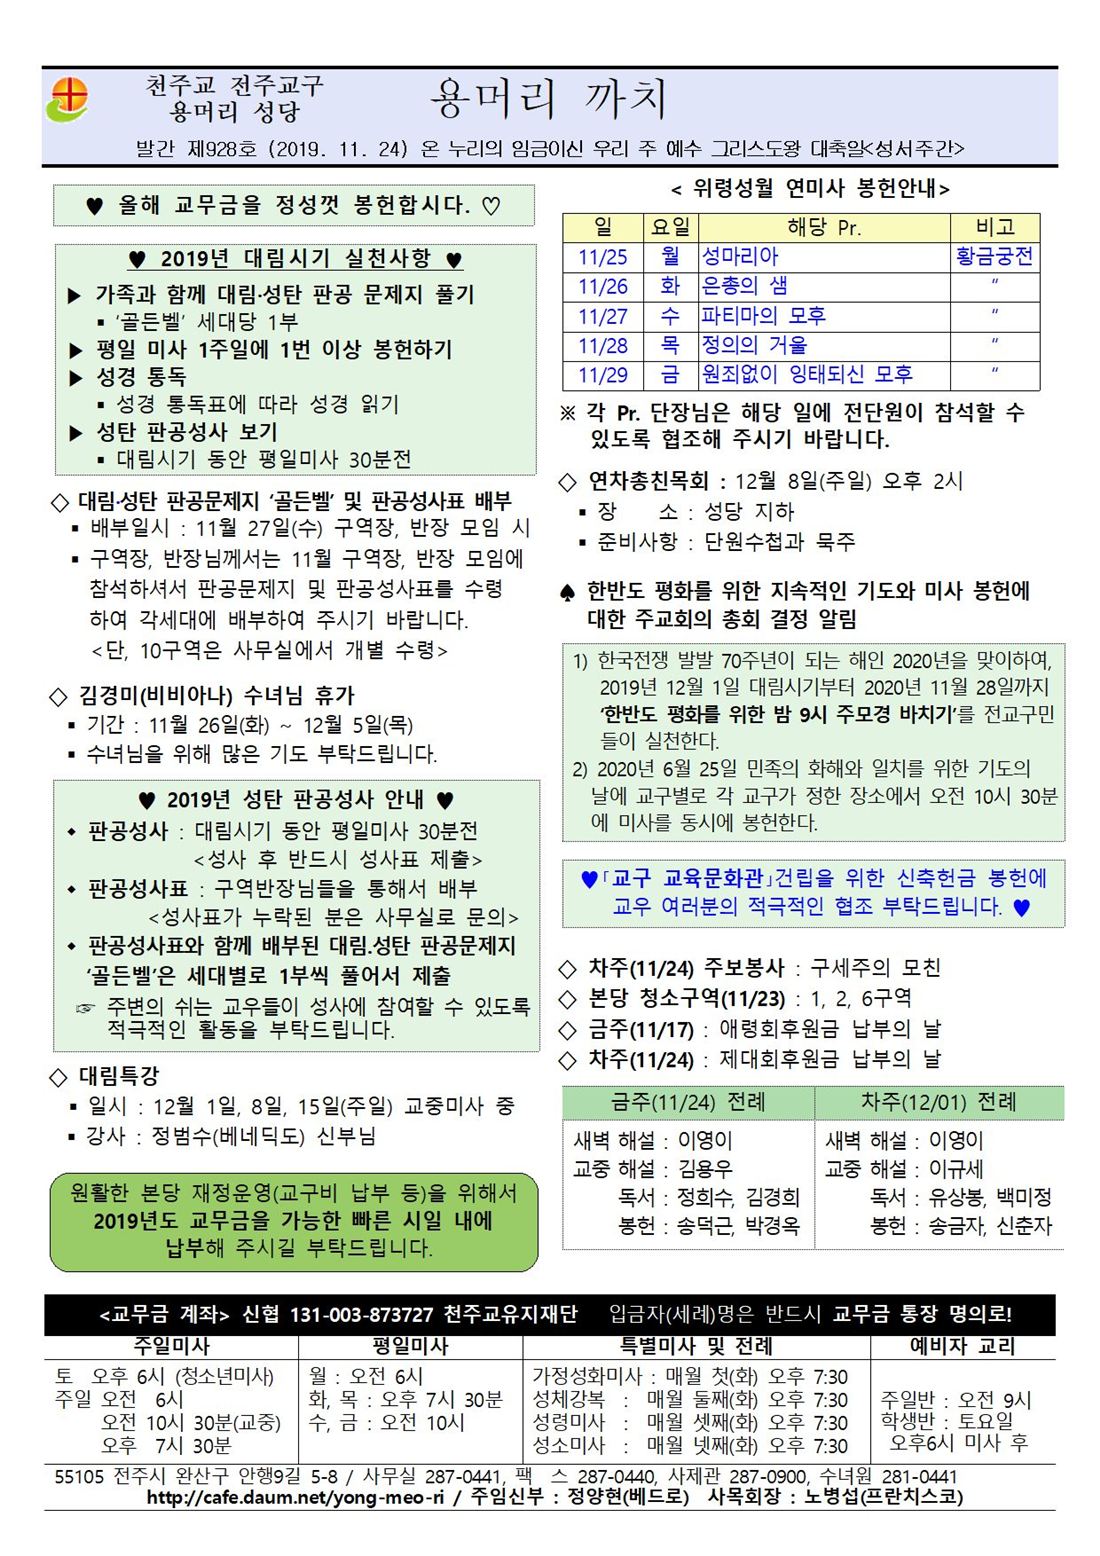 천주교 전주교구
용머리 성당
용머리 까치
발간 제928호 (2019. 11. 24) 온 누리의 임금이신 우리 주 예수 그리스도왕 대축일<성서주간>
♥ 올해 교무금을 정성껏 봉헌합시다. ♡
♥ 2019년 대림시기 실천사항 ♥
▶ 가족과 함께 대림·성탄 판공 문제지 풀기
▪ ‘골든벨’ 세대당 1부
▶ 평일 미사 1주일에 1번 이상 봉헌하기
▶ 성경 통독
▪ 성경 통독표에 따라 성경 읽기
▶ 성탄 판공성사 보기
▪ 대림시기 동안 평일미사 30분전
◇ 대림·성탄 판공문제지 ‘골든벨’ 및 판공성사표 배부
▪ 배부일시 : 11월 27일(수) 구역장, 반장 모임 시
▪ 구역장, 반장님께서는 11월 구역장, 반장 모임에
참석하셔서 판공문제지 및 판공성사표를 수령
하여 각세대에 배부하여 주시기 바랍니다.
<단, 10구역은 사무실에서 개별 수령>
◇ 김경미(비비아나) 수녀님 휴가
▪ 기간 : 11월 26일(화) ~ 12월 5일(목)
▪ 수녀님을 위해 많은 기도 부탁드립니다.
♥ 2019년 성탄 판공성사 안내 ♥
◆ 판공성사 : 대림시기 동안 평일미사 30분전
<성사 후 반드시 성사표 제출>
◆ 판공성사표 : 구역반장님들을 통해서 배부
<성사표가 누락된 분은 사무실로 문의>
◆ 판공성사표와 함께 배부된 대림.성탄 판공문제지
‘골든벨’은 세대별로 1부씩 풀어서 제출
☞ 주변의 쉬는 교우들이 성사에 참여할 수 있도록
적극적인 활동을 부탁드립니다.
◇ 대림특강
▪ 일시 : 12월 1일, 8일, 15일(주일) 교중미사 중
▪ 강사 : 정범수(베네딕도) 신부님
원활한 본당 재정운영(교구비 납부 등)을 위해서
2019년도 교무금을 가능한 빠른 시일 내에
납부해 주시길 부탁드립니다.
< 위령성월 연미사 봉헌안내>
일 요일 해당 Pr. 비고
11/25 월 성마리아 황금궁전
11/26 화 은총의 샘 〃
11/27 수 파티마의 모후 〃
11/28 목 정의의 거울 〃
11/29 금 원죄없이 잉태되신 모후 〃
※ 각 Pr. 단장님은 해당 일에 전단원이 참석할 수
있도록 협조해 주시기 바랍니다.
◇ 연차총친목회 : 12월 8일(주일) 오후 2시
▪ 장 소 : 성당 지하
▪ 준비사항 : 단원수첩과 묵주
♠ 한반도 평화를 위한 지속적인 기도와 미사 봉헌에
대한 주교회의 총회 결정 알림
1) 한국전쟁 발발 70주년이 되는 해인 2020년을 맞이하여,
2019년 12월 1일 대림시기부터 2020년 11월 28일까지
‘한반도 평화를 위한 밤 9시 주모경 바치기’를 전교구민
들이 실천한다.
2) 2020년 6월 25일 민족의 화해와 일치를 위한 기도의
날에 교구별로 각 교구가 정한 장소에서 오전 10시 30분
에 미사를 동시에 봉헌한다.
♥「교구 교육문화관」건립을 위한 신축헌금 봉헌에
교우 여러분의 적극적인 협조 부탁드립니다. ♥
◇ 차주(11/24) 주보봉사 : 구세주의 모친
◇ 본당 청소구역(11/23) : 1, 2, 6구역
◇ 금주(11/17) : 애령회후원금 납부의 날
◇ 차주(11/24) : 제대회후원금 납부의 날
금주(11/24) 전례 차주(12/01) 전례
새벽 해설 : 이영이 새벽 해설 : 이영이
교중 해설 : 김용우 교중 해설 : 이규세
독서 : 정희수, 김경희 독서 : 유상봉, 백미정
봉헌 : 송덕근, 박경옥 봉헌 : 송금자, 신춘자
<교무금 계좌> 신협 131-003-873727 천주교유지재단 입금자(세례)명은 반드시 교무금 통장 명의로!
주일미사 평일미사 특별미사 및 전례 예비자 교리
토 오후 6시 (청소년미사)
주일 오전 6시
오전 10시 30분(교중)
오후 7시 30분
월 : 오전 6시
화, 목 : 오후 7시 30분
수, 금 : 오전 10시
가정성화미사 : 매월 첫(화) 오후 7:30
성체강복 : 매월 둘째(화) 오후 7:30
성령미사 : 매월 셋째(화) 오후 7:30
성소미사 : 매월 넷째(화) 오후 7:30
주일반 : 오전 9시
학생반 : 토요일
오후6시 미사 후
55105 전주시 완산구 안행9길 5-8 / 사무실 287-0441, 팩 스 287-0440, 사제관 287-0900, 수녀원 281-0441
http://cafe.daum.net/yong-meo-ri / 주임신부 : 정양현(베드로) 사목회장 : 노병섭(프란치스코)